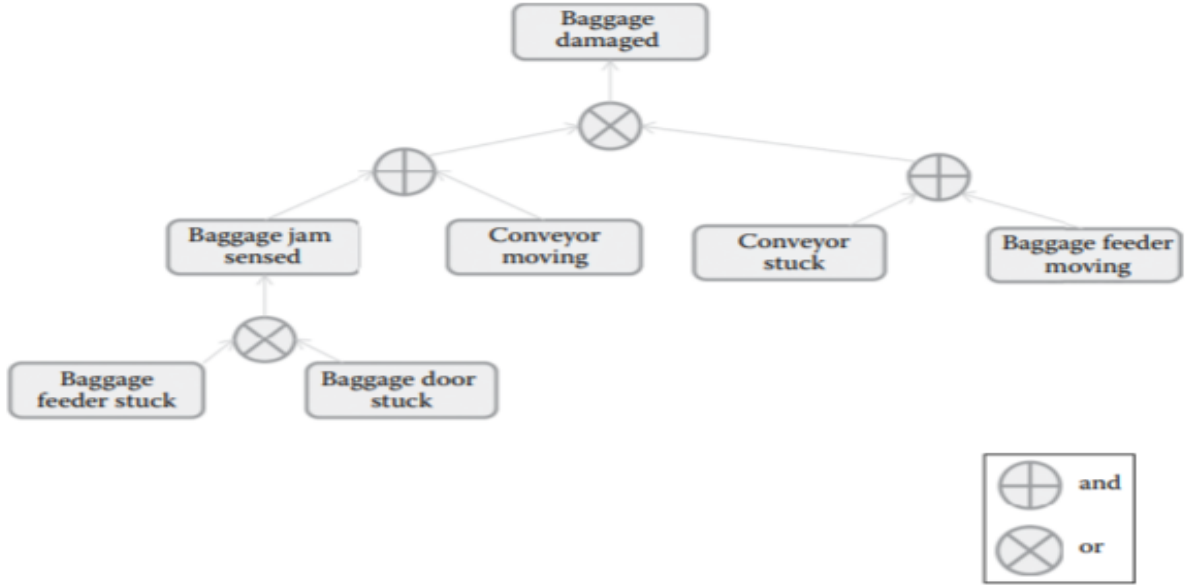 Baggage
damaged
Baggage jam
sensed
Conveyor
moving
Conveyor
stuck
Baggage feeder
moving
Baggage
feeder stuck
Baggage door
stuck
and
or